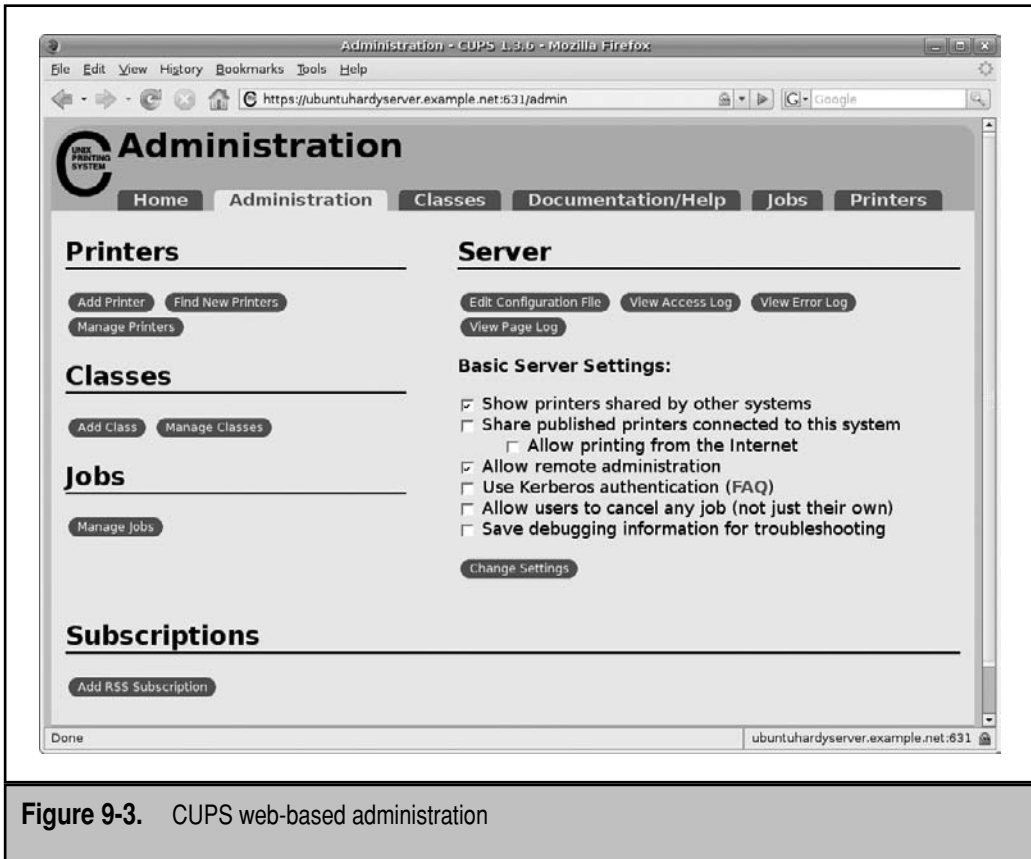 Administration - CUPS 1.3.6 - Mozilla Firefox
File Edit View History Bookmarks Tools Help
https://ubuntuhardyserver.example.net:631/admin
G Google
UNIX PRINTING SYSTEM
Administration
Home Administration Classes Documentation/Help Jobs Printers
Printers
Add Printer Find New Printers
Manage Printers
Classes
Add Class Manage Classes
Jobs
Manage Jobs
Server
Edit Configuration File View Access Log View Error Log
View Page Log
Basic Server Settings:
Show printers shared by other systems
Share published printers connected to this system
Allow printing from the Internet
Allow remote administration
Use Kerberos authentication (FAQ)
Allow users to cancel any job (not just their own)
Save debugging information for troubleshooting
Change Settings
Subscriptions
Add RSS Subscription
Done
ubuntuhardyserver.example.net:631
Figure 9-3. CUPS web-based administration